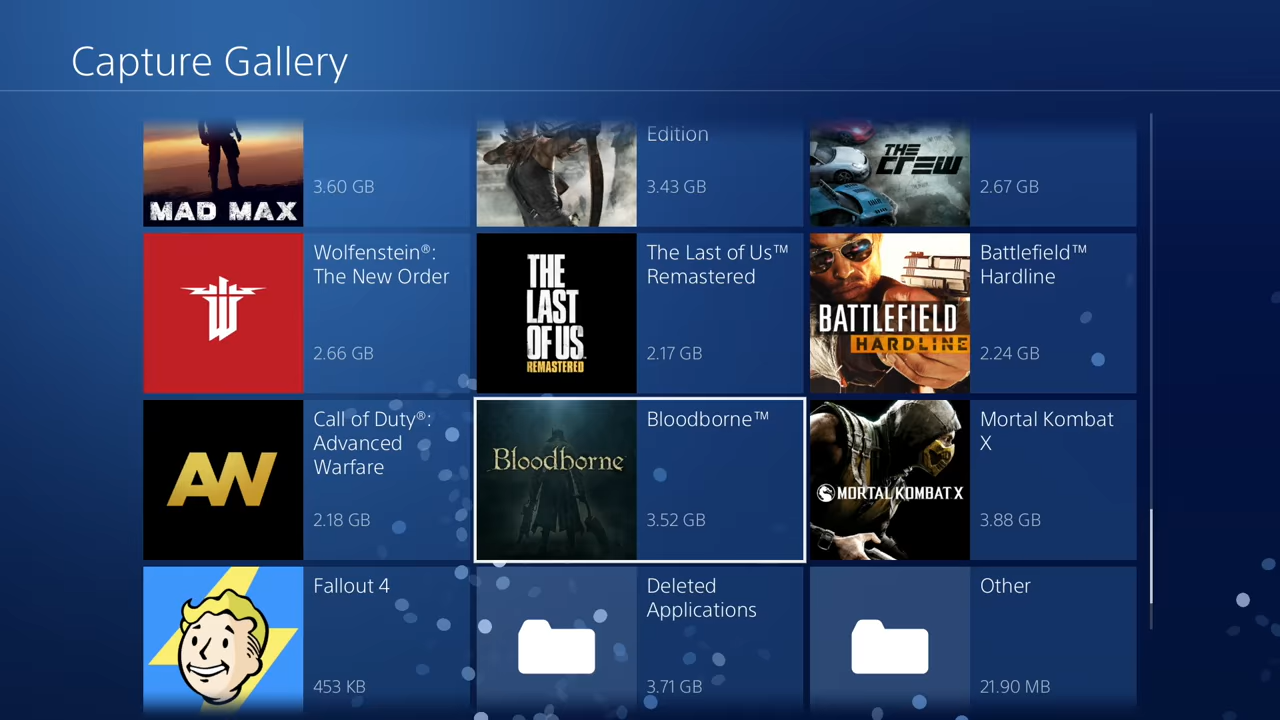 Capture Gallery
MAD MAX
3.60 GB
Edition
3.43 GB
THE
CREW
2.67 GB
Wolfenstein®:
The New Order
2.66 GB
THE
LAST
OF US
REMASTERED
The Last of Us™
Remastered
2.17 GB
BATTLEFIELD
HARDLINE
Battlefield™
Hardline
2.24 GB
AW
Call of Duty®:
Advanced
Warfare
2.18 GB
Bloodborne
Bloodborne™
3.52 GB
MORTAL KOMBAT X
Mortal Kombat
X
3.88 GB
Fallout 4
453 KB
Deleted
Applications
3.71 GB
Other
21.90 MB